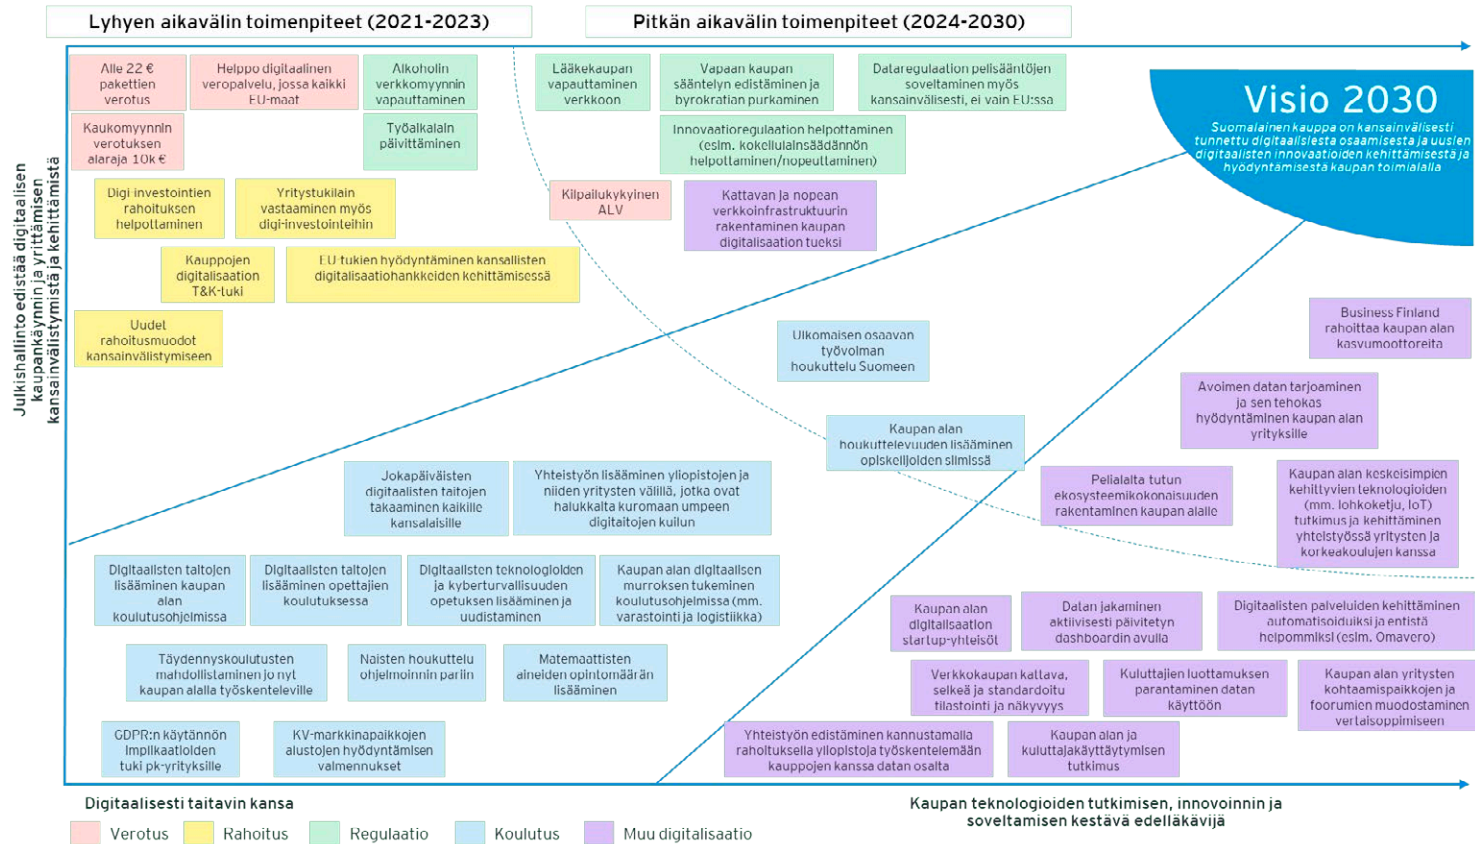 Lyhyen aikavälin toimenpiteet (2021-2023)
Pitkän aikavälin toimenpiteet (2024-2030)
Julkishallinto edistää digitaalisen
kaupankäynnin ja yrittämisen
kansainvälistymistä ja kehittämistä
Alle 22 €
pakettien
verotus
Helppo digitaalinen
veropalvelu, jossa kaikki
EU-maat
Alkoholin
verkkomyynnin
vapauttaminen
Kaukomyynnin
verotuksen
alaraja 10k €
Työaikalain
päivittäminen
Digi-investointien
rahoituksen
helpottaminen
Yritystukilain
vastaaminen myös
digi-investointeihin
Kauppojen
digitalisaation
T&K-tuki
EU-tukien hyödyntäminen kansallisten
digitalisaatiohankkeiden kehittämisessä
Uudet
rahoitusmuodot
kansainvälistymiseen
Lääkekaupan
vapauttaminen
verkkoon
Vapaan kaupan
sääntelyn edistäminen ja
byrokratian purkaminen
Dataregulaation pelisääntöjen
soveltaminen myös
kansainvälisesti, ei vain EU:ssa
Innovaatioregulaation helpottaminen
(esim. kokeilulainsäädännön
helpottaminen/nopeuttaminen)
Kilpailukykyinen
ALV
Kattavan ja nopean
verkkoinfrastruktuurin
rakentaminen kaupan
digitalisaation tueksi
Visio 2030
Suomalainen kauppa on kansainvälisesti
tunnettu digitaalisesta osaamisesta ja uusien
digitaalisten innovaatioiden kehittämisestä ja
hyödyntämisestä kaupan toimialalla
Ulkomaisen osaavan
työvoiman
houkuttelu Suomeen
Kaupan alan
houkuttelevuuden lisääminen
opiskelijoiden silmissä
Jokapäiväisten
digitaalisten taitojen
takaaminen kaikille
kansalaisille
Yhteistyön lisääminen yliopistojen ja
niiden yritysten välillä, jotka ovat
halukkaita kuromaan umpeen
digitaitojen kuilun
Digitaalisten taitojen
lisääminen kaupan
alan
koulutusohjelmissa
Digitaalisten taitojen
lisääminen opettajien
koulutuksessa
Digitaalisten teknologioiden
ja kyberturvallisuuden
opetuksen lisääminen ja
uudistaminen
Kaupan alan digitaalisen
murroksen tukeminen
koulutusohjelmissa (mm.
varastointi ja logistiikka)
Täydennyskoulutusten
mahdollistaminen jo nyt
kaupan alalla työskenteleville
Naisten houkuttelu
ohjelmoinnin pariin
Matemaattisten
aineiden opintomäärän
lisääminen
GDPR:n käytännön
implikaatioiden
tuki pk-yrityksille
KV-markkinapaikkojen
alustojen hyödyntämisen
valmennukset
Business Finland
rahoittaa kaupan alan
kasvumoottoreita
Avoimen datan tarjoaminen
ja sen tehokas
hyödyntäminen kaupan alan
yrityksille
Pelialalta tutun
ekosysteemikokonaisuuden
rakentaminen kaupan alalle
Kaupan alan keskeisimpien
kehittyvien teknologioiden
(mm. lohkoketju, IoT)
tutkimus ja kehittäminen
yhteistyössä yritysten ja
korkeakoulujen kanssa
Kaupan alan
digitalisaation
startup-yhteisöt
Datan jakaminen
aktiivisesti päivitetyn
dashboardin avulla
Digitaalisten palveluiden kehittäminen
automatisoiduiksi ja entistä
helpommiksi (esim. Omavero)
Verkkokaupan kattava,
selkeä ja standardoitu
tilastointi ja näkyvyys
Kuluttajien luottamuksen
parantaminen datan
käyttöön
Kaupan alan yritysten
kohtaamispaikkojen ja
foorumien muodostaminen
vertaisoppimiseen
Yhteistyön edistäminen kannustamalla
rahoituksella yliopistoja työskentelemään
kauppojen kanssa datan osalta
Kaupan alan ja
kuluttajakäyttäytymisen
tutkimus
Digitaalisesti taitavin kansa
Kaupan teknologioiden tutkimisen, innovoinnin ja
soveltamisen kestävä edelläkävijä
Verotus
Rahoitus
Regulaatio
Koulutus
Muu digitalisaatio